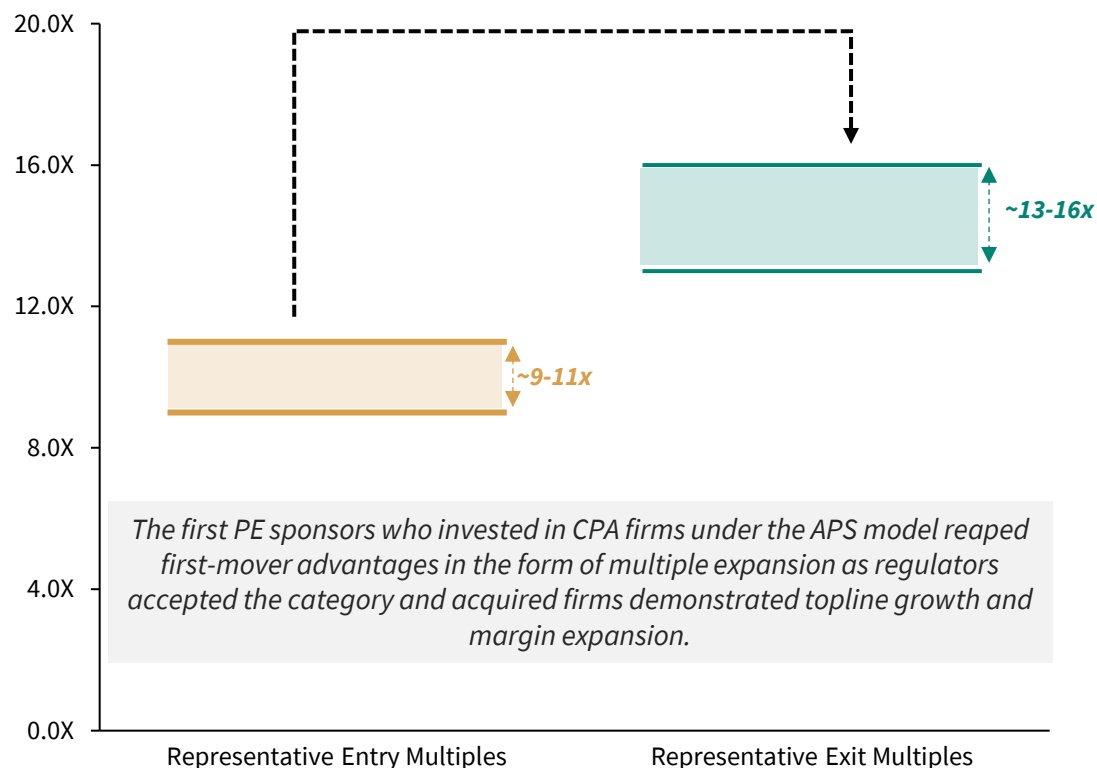 20.0X
16.0X
~13-16x
12.0X
~9-11x
8.0X
The first PE sponsors who invested in CPA firms under the APS model reaped
first-mover advantages in the form of multiple expansion as regulators
accepted the category and acquired firms demonstrated topline growth and
margin expansion.
4.0X
0.0X
Representative Entry Multiples
Representative Exit Multiples